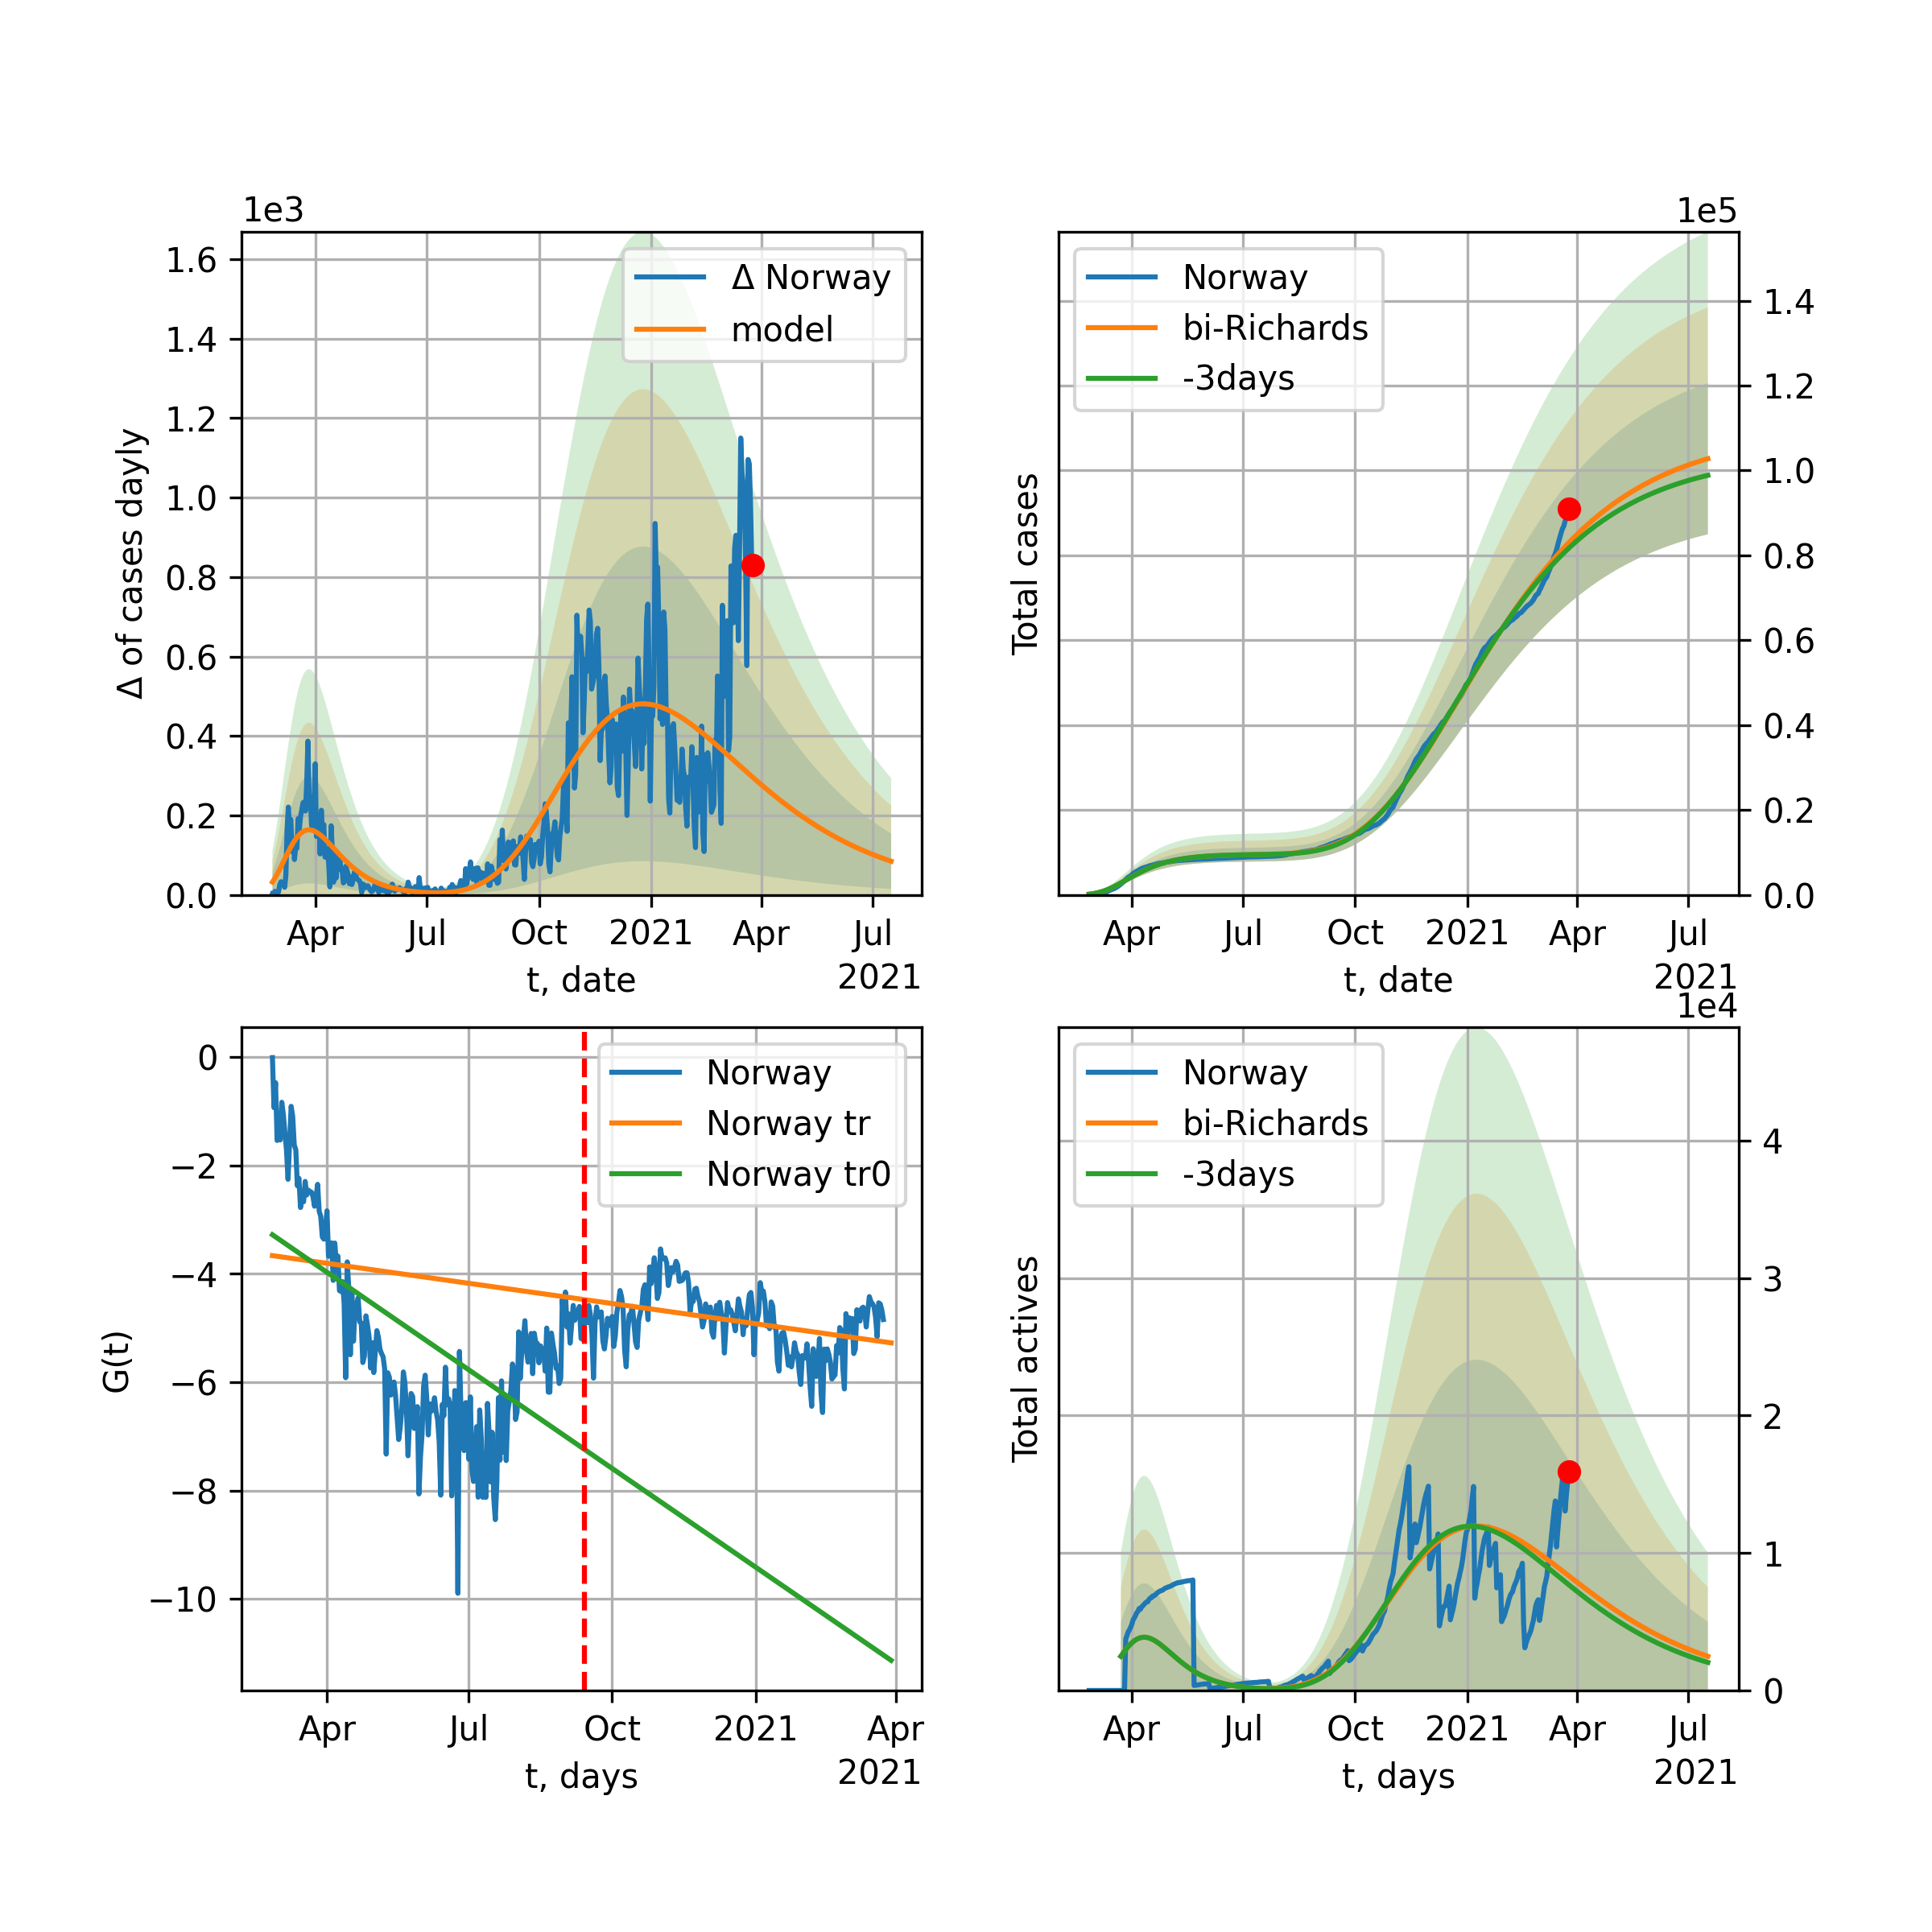 1e3
Δ of cases dayly
1.6
1.4
1.2
1.0
0.8
0.6
0.4
0.2
0.0
Δ Norway
model
Apr Jul Oct 2021 Apr Jul
2021
t, date
1e5
Total cases
Norway
bi-Richards
-3days
1.4
1.2
1.0
0.8
0.6
0.4
0.2
0.0
Apr Jul Oct 2021 Apr Jul
2021
t, date
G(t)
0
−2
−4
−6
−8
−10
Norway
Norway tr
Norway tr0
Apr Jul Oct 2021 Apr
2021
t, days
1e4
Total actives
Norway
bi-Richards
-3days
4
3
2
1
0
Apr Jul Oct 2021 Apr Jul
2021
t, days